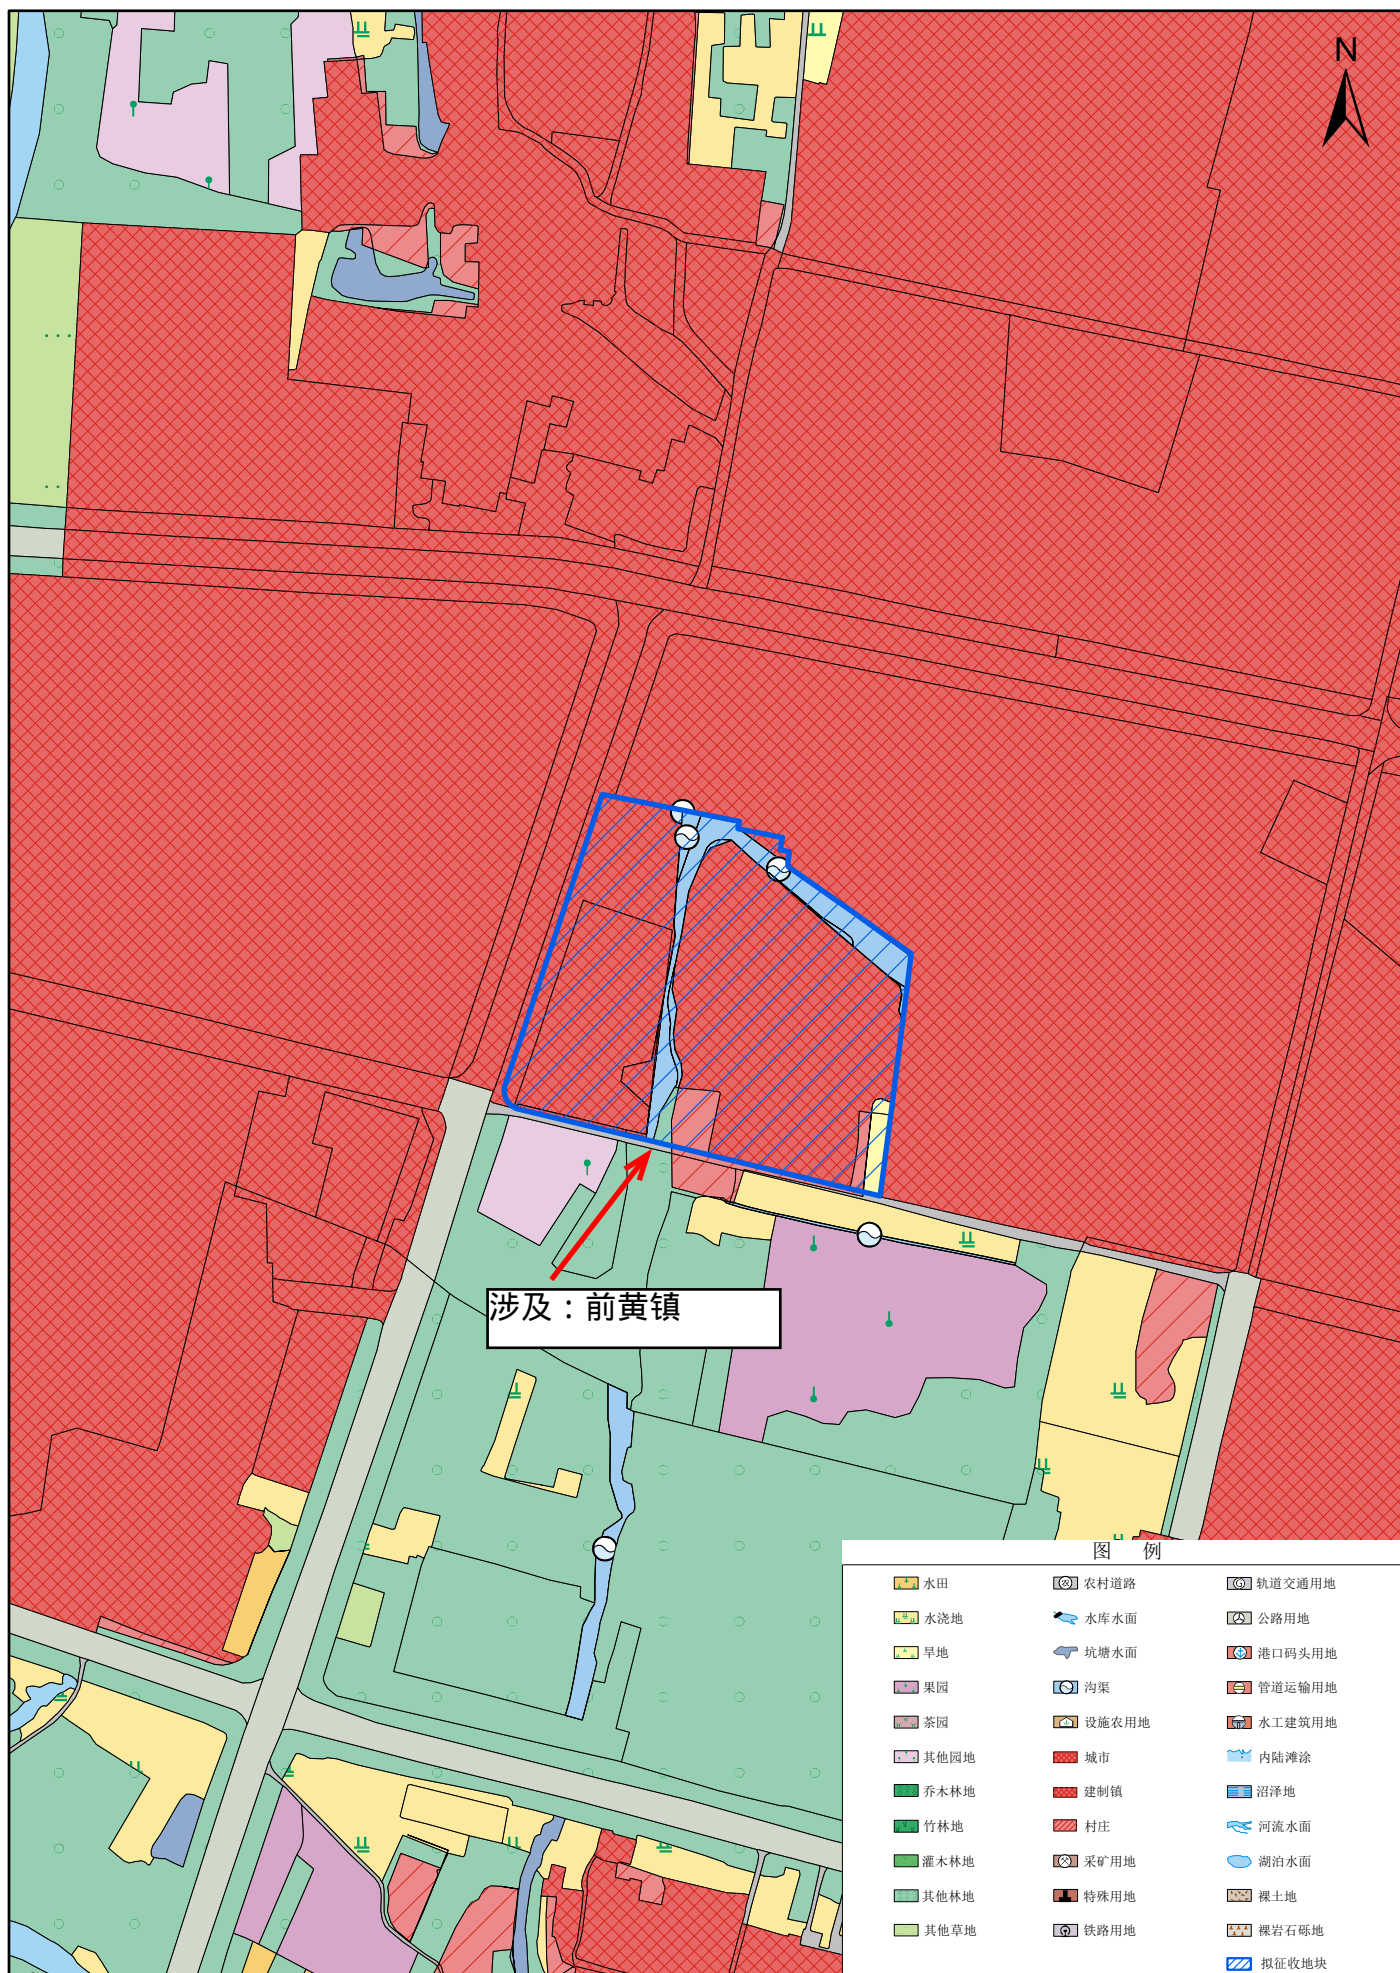 N
涉及：前黄镇
图 例
水田 农村道路 轨道交通用地
水浇地 水库水面 公路用地
旱地 坑塘水面 港口码头用地
果园 沟渠 管道运输用地
茶园 设施农用地 水工建筑用地
其他园地 城市 内陆滩涂
乔木林地 建制镇 沼泽地
竹林地 村庄 河流水面
灌木林地 采矿用地 湖泊水面
其他林地 特殊用地 裸土地
其他草地 铁路用地 裸岩石砾地
拟征收地块